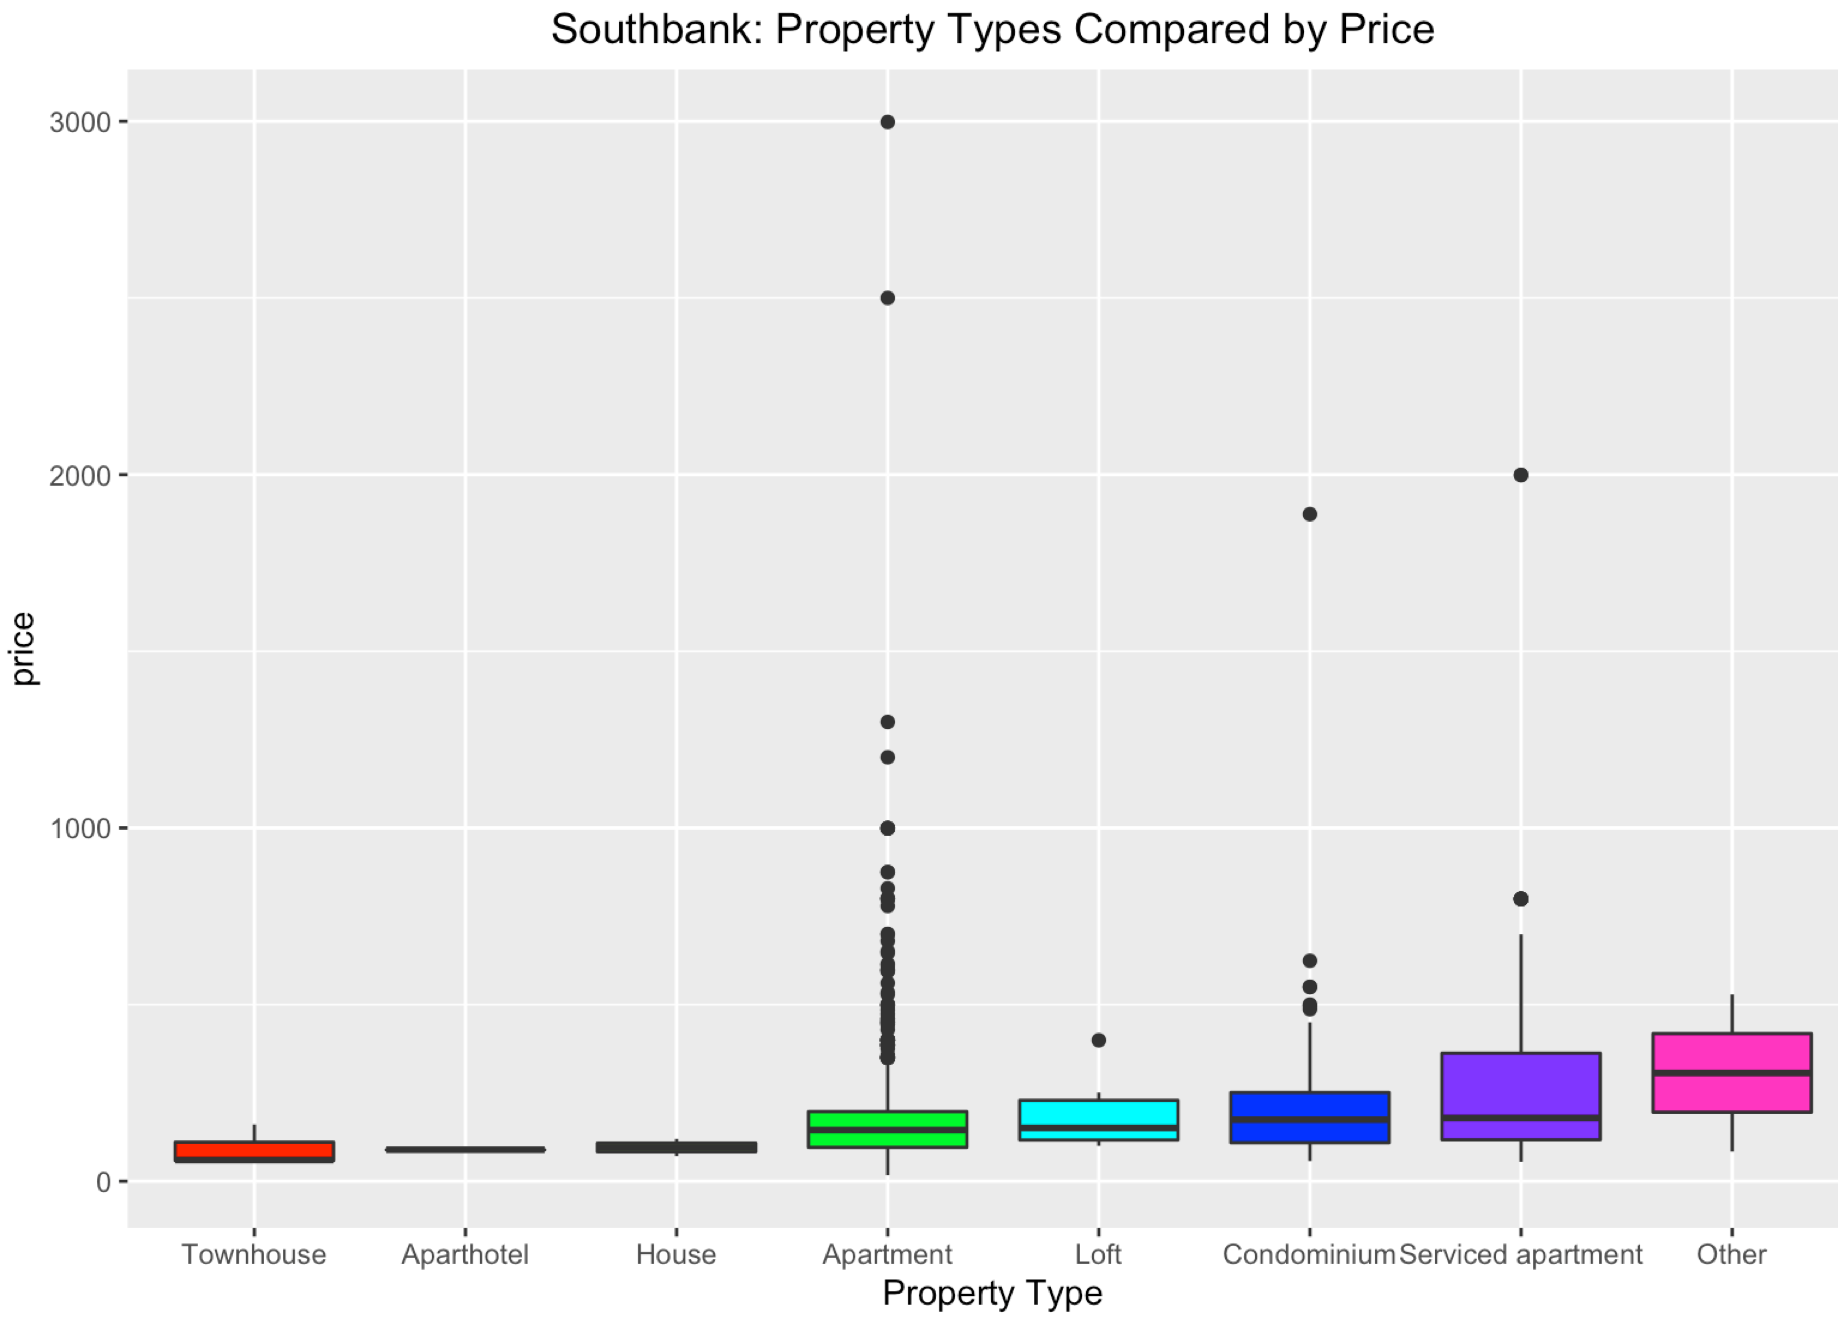 Southbank: Property Types Compared by Price
3000
2000
1000
0
price
Townhouse Aparthotel House Apartment Loft Condominium Serviced apartment Other
Property Type